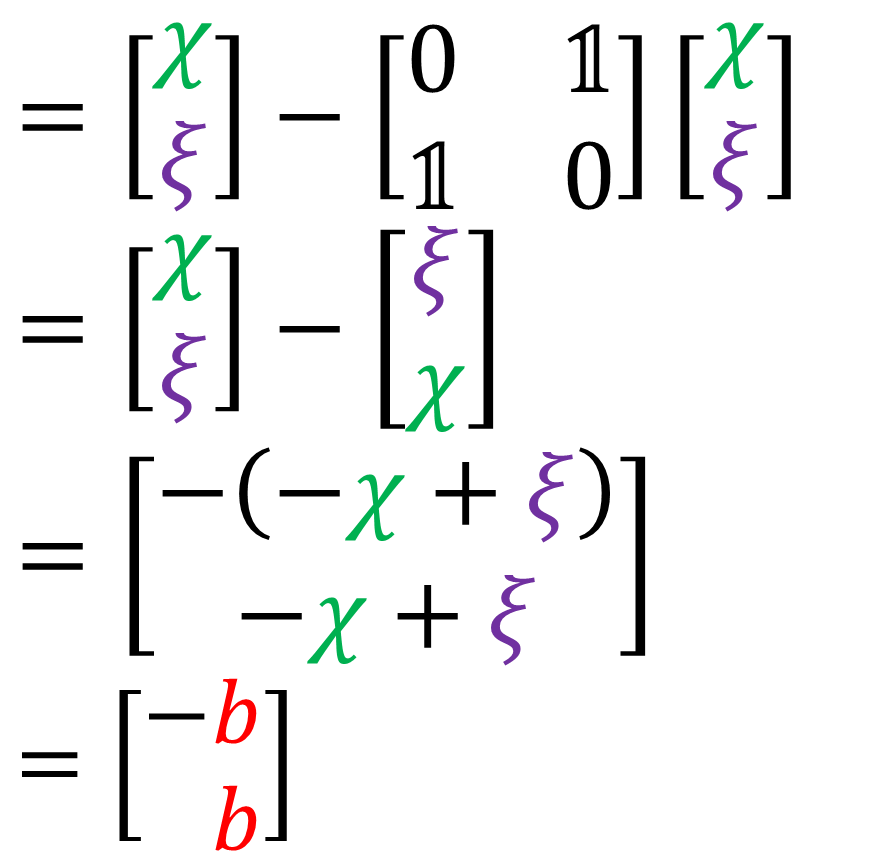 = [χ ξ] − [0 𝟙 𝟙 0] [χ ξ]
= [χ ξ] − [ξ χ]
= [−(−χ + ξ) −χ + ξ]
= [−b b]